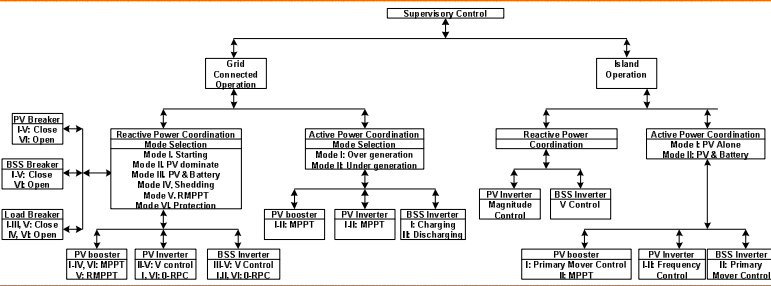 Supervisory Control
Grid
Connected
Operation
Island
Operation
PV Breaker
I-V: Close
VI: Open
BSS Breaker
I-V: Close
VI: Open
Load Breaker
I-III, V: Close
IV, VI: Open
Reactive Power Coordination
Mode Selection
Mode I. Starting
Mode II. PV dominate
Mode III. PV & Battery
Mode IV, Shedding
Mode V. RMPPT
Mode VI. Protection
Active Power Coordination
Mode Selection
Mode I: Over generation
Mode II: Under generation
Reactive Power
Coordination
Active Power Coordination
Mode I: PV Alone
Mode II: PV & Battery
PV booster
I-IV, VI: MPPT
V: RMPPT
PV Inverter
II-V: V control
I. VI: 0-RPC
BSS Inverter
III-V: V Control
I.II, VI: 0-RPC
PV booster
I-II: MPPT
PV Inverter
I-II: MPPT
BSS Inverter
I: Charging
II: Discharging
PV Inverter
Magnitude
Control
BSS Inverter
V Control
PV booster
I: Primary Mover Control
II: MPPT
PV Inverter
I-II: Frequency
Control
BSS Inverter
II: Primary
Mover Control